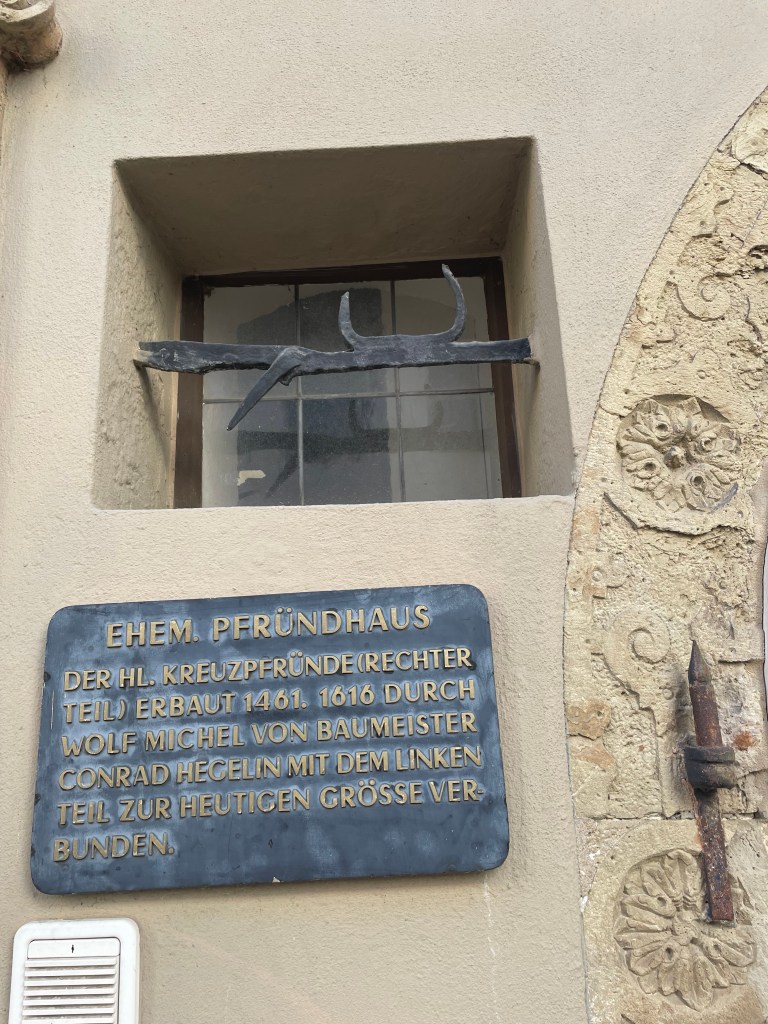 EHEM. PFRÜNDHAUS
DER HL. KREUZPFRÜNDE (RECHTER
TEIL) ERBAUT 1461. 1616 DURCH
WOLF MICHEL VON BAUMEISTER
CONRAD HEGELIN MIT DEM LINKEN
TEIL ZUR HEUTIGEN GRÖSSE VER-
BUNDEN.